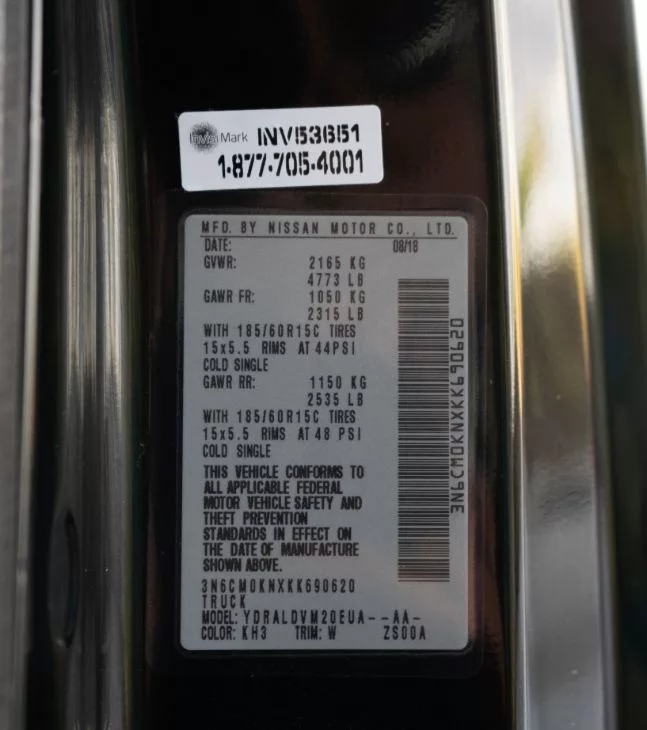 nvsi Mark INV53651
1-877-705-4001
MFD. BY NISSAN MOTOR CO., LTD.
DATE: 08/18
GVWR: 2165 KG
4773 LB
GAWR FR: 1050 KG
2315 LB
WITH 185/60R15C TIRES
15x5.5 RIMS AT 44PSI
COLD SINGLE
GAWR RR: 1150 KG
2535 LB
WITH 185/60R15C TIRES
15x5.5 RIMS AT 48 PSI
COLD SINGLE
THIS VEHICLE CONFORMS TO
ALL APPLICABLE FEDERAL
MOTOR VEHICLE SAFETY AND
THEFT PREVENTION
STANDARDS IN EFFECT ON
THE DATE OF MANUFACTURE
SHOWN ABOVE.
3N6CM0KNXKK690620
TRUCK
MODEL: YDRALDVM20EUA--AA-
COLOR: KH3 TRIM: W ZS00A
3N6CM0KNXKK690620